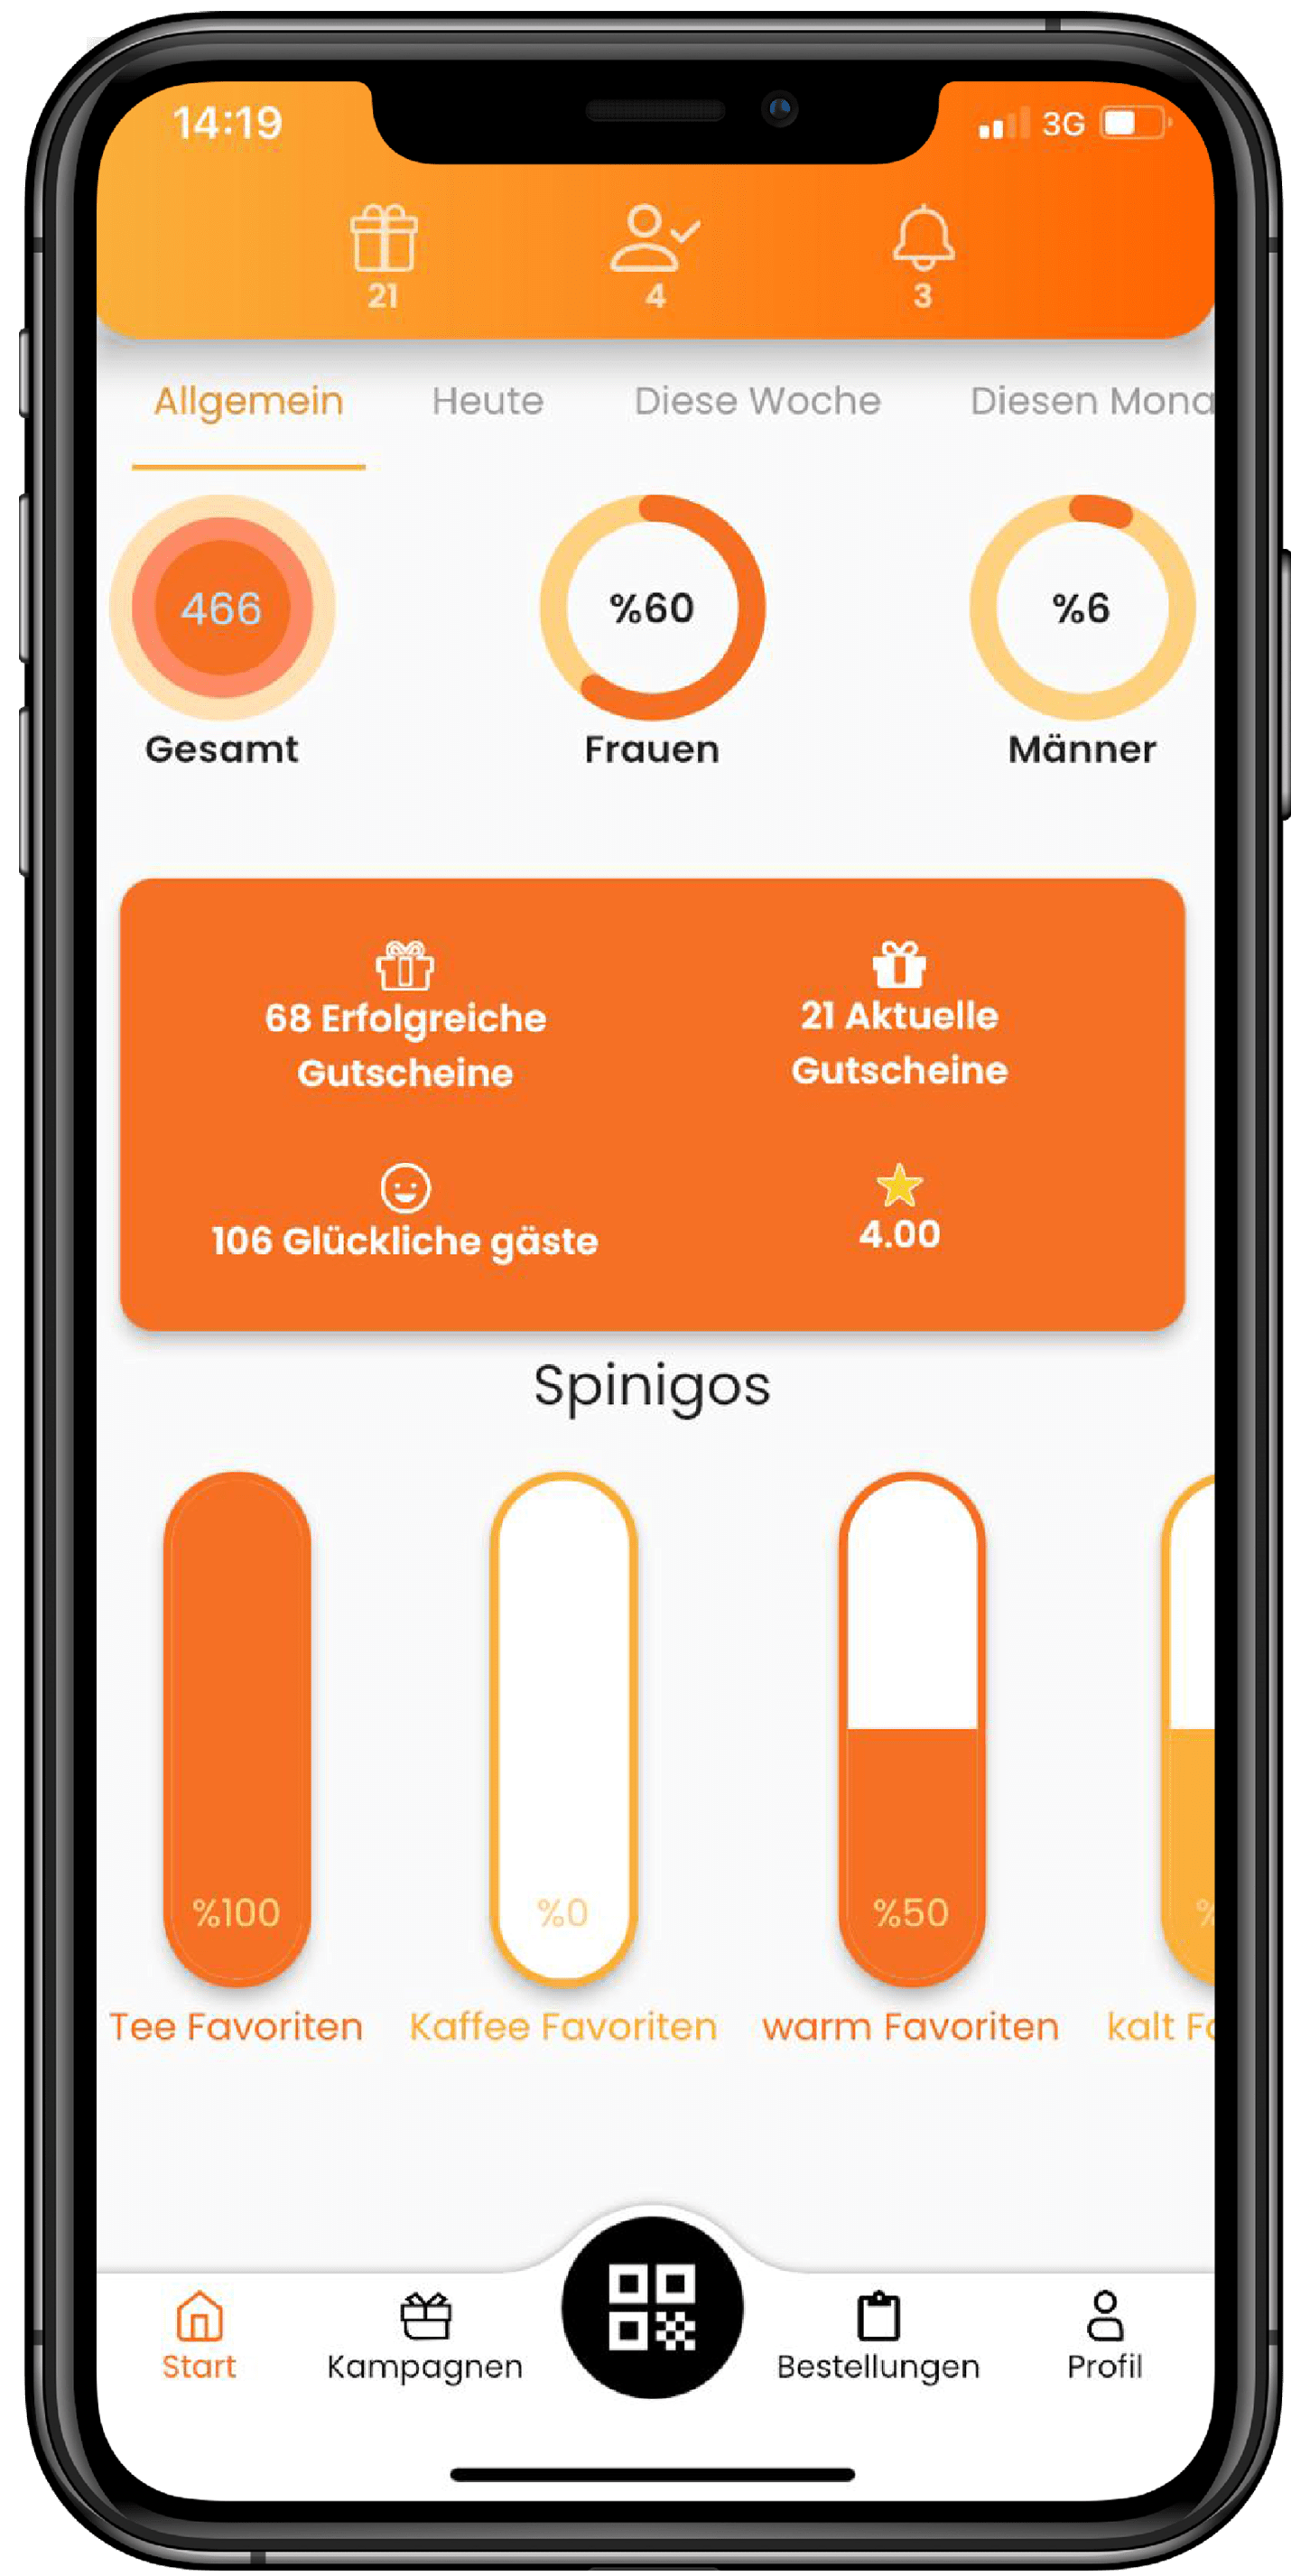 14:19
3G
21
4
3
Allgemein
Heute
Diese Woche
Diesen Mona
466
%60
%6
Gesamt
Frauen
Männer
68 Erfolgreiche
Gutscheine
21 Aktuelle
Gutscheine
106 Glückliche gäste
4.00
Spinigos
%100
%0
%50
%
Tee Favoriten
Kaffee Favoriten
warm Favoriten
kalt Fa
Start
Kampagnen
Bestellungen
Profil